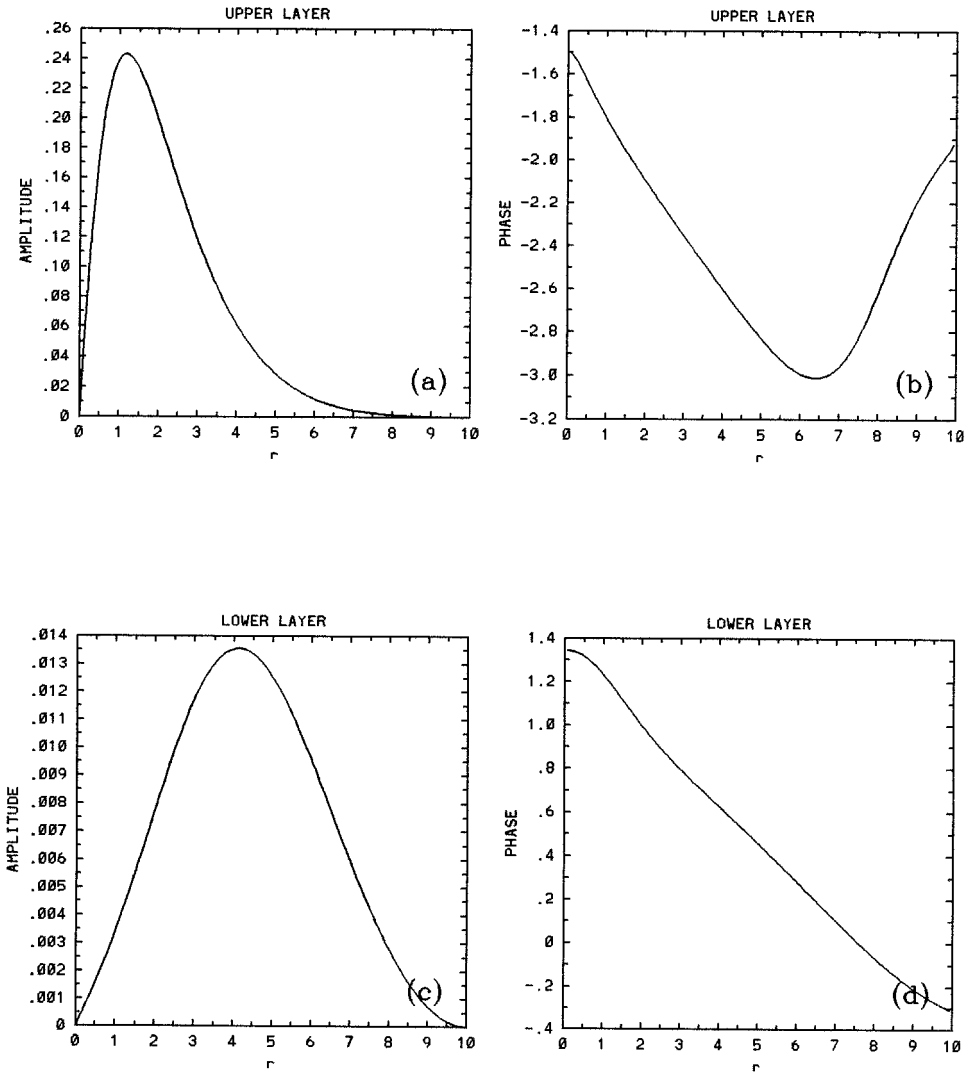 UPPER LAYER
AMPLITUDE
.26
.24
.22
.20
.18
.16
.14
.12
.10
.08
.06
.04
.02
0
0 1 2 3 4 5 6 7 8 9 10
r
(a)
UPPER LAYER
PHASE
-1.4
-1.6
-1.8
-2.0
-2.2
-2.4
-2.6
-2.8
-3.0
-3.2
0 1 2 3 4 5 6 7 8 9 10
r
(b)
LOWER LAYER
AMPLITUDE
.014
.013
.012
.011
.010
.009
.008
.007
.006
.005
.004
.003
.002
.001
0
0 1 2 3 4 5 6 7 8 9 10
r
(c)
LOWER LAYER
PHASE
1.4
1.2
1.0
.8
.6
.4
.2
0
-.2
-.4
0 1 2 3 4 5 6 7 8 9 10
r
(d)